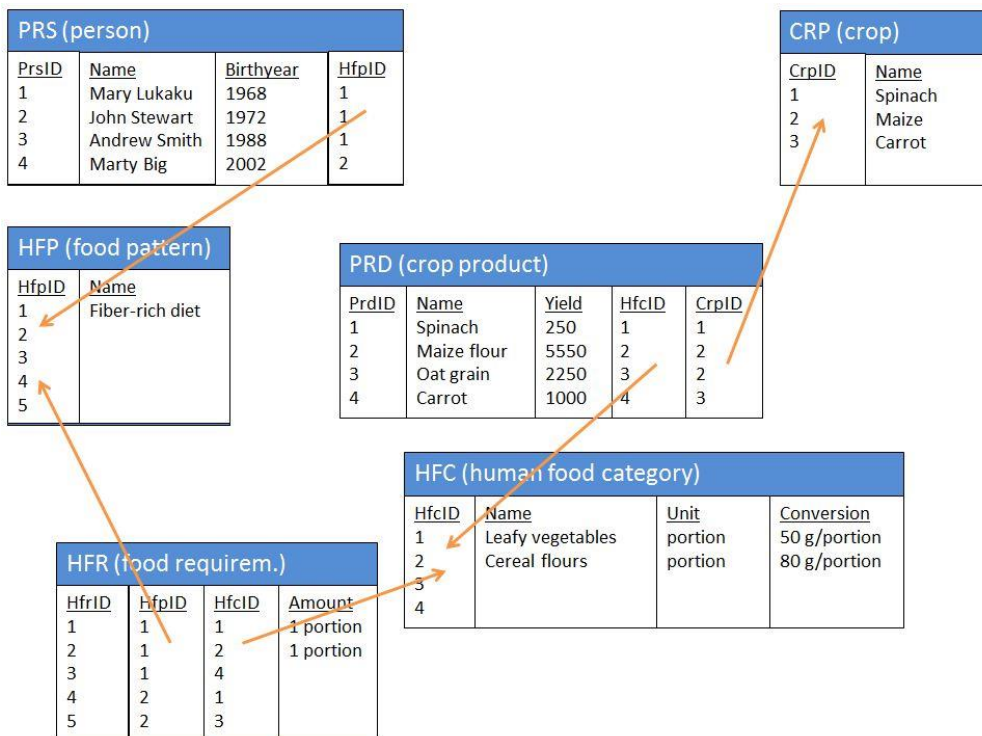 PRS (person)
PrsID Name Birthyear HfpID
1 Mary Lukaku 1968 1
2 John Stewart 1972 1
3 Andrew Smith 1988 1
4 Marty Big 2002 2
CRP (crop)
CrpID Name
1 Spinach
2 Maize
3 Carrot
HFP (food pattern)
HfpID Name
1 Fiber-rich diet
2
3
4
5
PRD (crop product)
PrdID Name Yield HfcID CrpID
1 Spinach 250 1 1
2 Maize flour 5550 2 2
3 Oat grain 2250 3 2
4 Carrot 1000 4 3
HFC (human food category)
HfcID Name Unit Conversion
1 Leafy vegetables portion 50 g/portion
2 Cereal flours portion 80 g/portion
3
4
HFR (food requirem.)
HfrID HfpID HfcID Amount
1 1 1 1 portion
2 1 2 1 portion
3 1 4
4 2 1
5 2 3